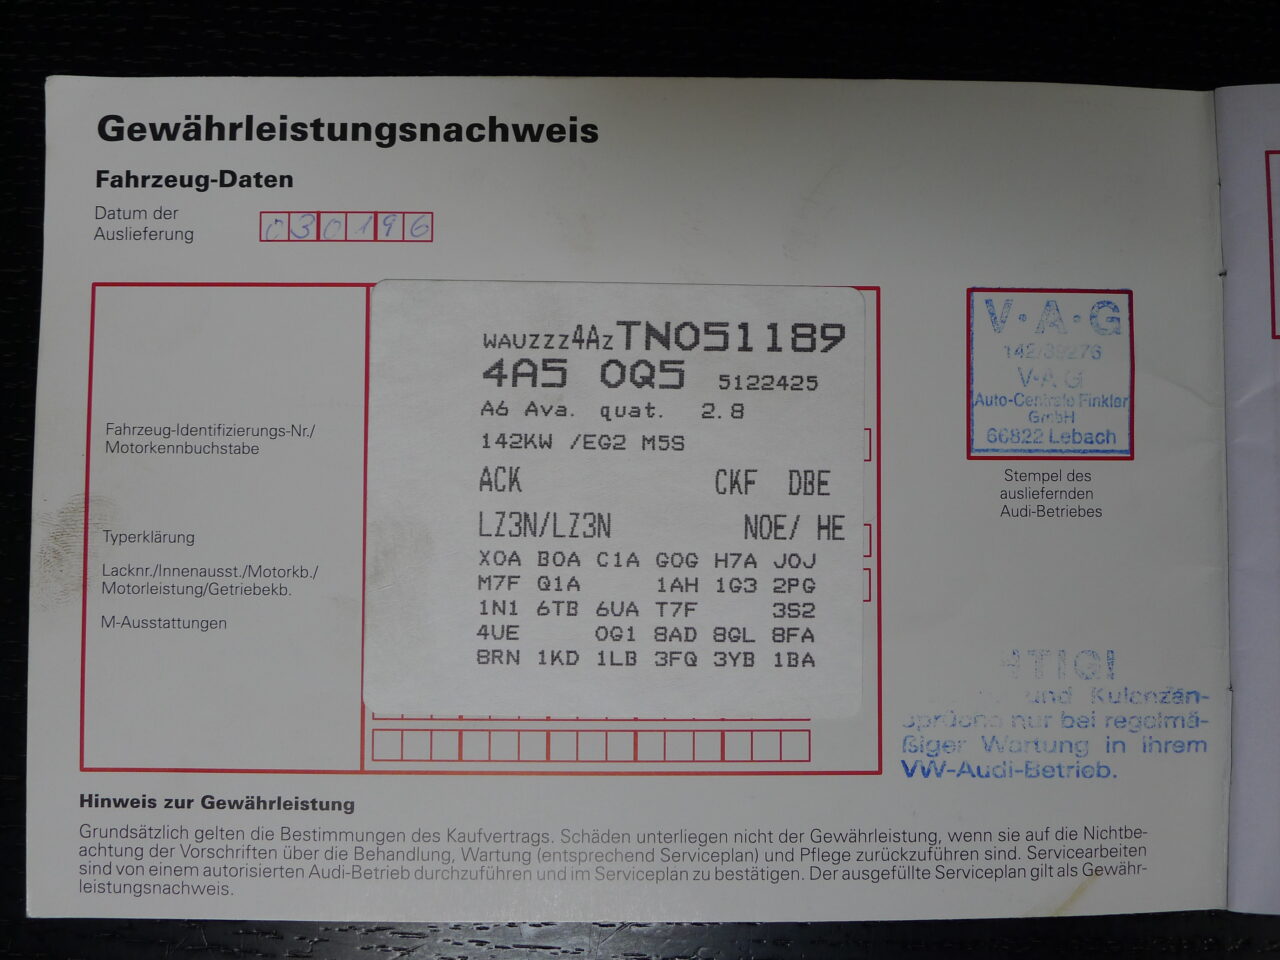 Gewährleistungsnachweis
Fahrzeug-Daten
Datum der
Auslieferung
030196
WAUZZZ4AZTN051189
4A5 0Q5 5122425
A6 Ava. quat. 2.8
142KW /EG2 M5S
ACK CKF DBE
LZ3N/LZ3N NOE/ HE
X0A B0A C1A G0G H7A J0J
M7F Q1A 1AH 1G3 2PG
1N1 6TB 6UA T7F 3S2
4UE 0G1 8AD 8GL 8FA
8RN 1KD 1LB 3FQ 3YB 1BA
Fahrzeug-Identifizierungs-Nr./
Motorkennbuchstabe
Typerklärung
Lacknr./Innenausst./Motorkb./
Motorleistung/Getriebekb.
M-Ausstattungen
V·A·G
V·A·G
Auto-Centrale Finkler
GmbH
66822 Lebach
Stempel des
ausliefernden
Audi-Betriebes
und Kulanzan-
sprüche nur bei regelmä-
ßiger Wartung in ihrem
VW-Audi-Betrieb.
Hinweis zur Gewährleistung
Grundsätzlich gelten die Bestimmungen des Kaufvertrags. Schäden unterliegen nicht der Gewährleistung, wenn sie auf die Nichtbe-
achtung der Vorschriften über die Behandlung, Wartung (entsprechend Serviceplan) und Pflege zurückzuführen sind. Servicearbeiten
sind von einem autorisierten Audi-Betrieb durchzuführen und im Serviceplan zu bestätigen. Der ausgefüllte Serviceplan gilt als Gewähr-
leistungsnachweis.